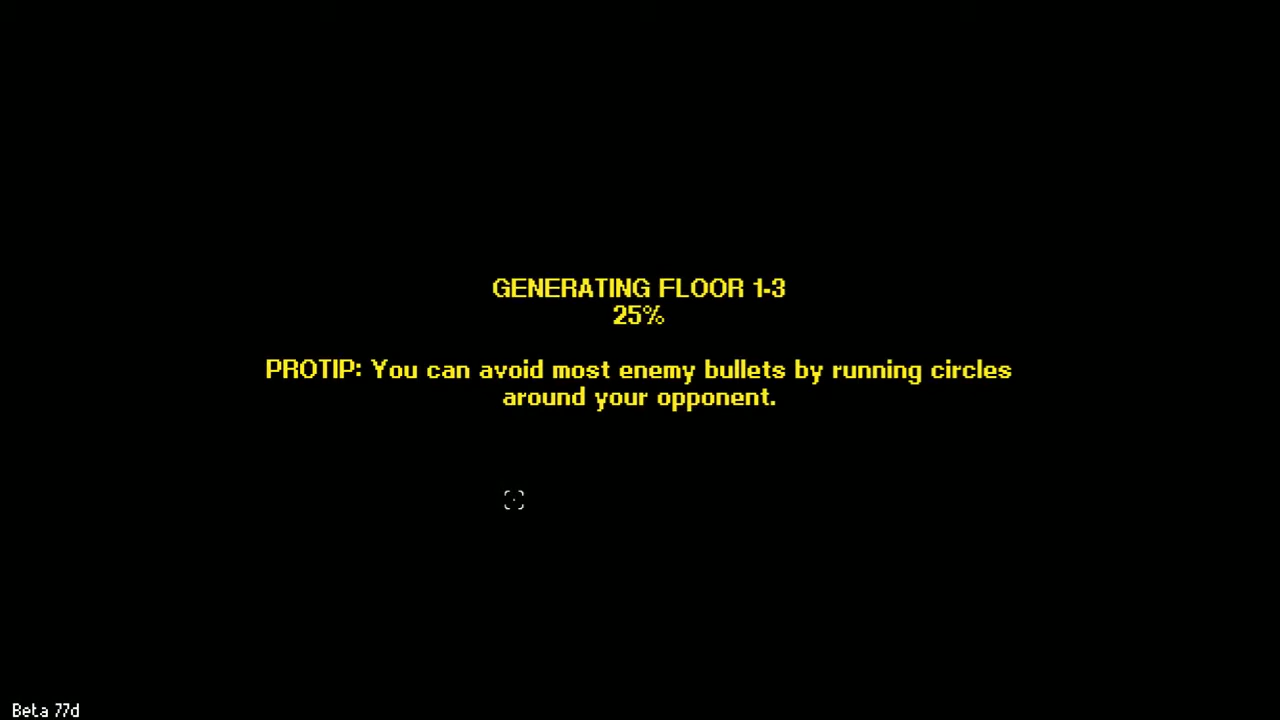 GENERATING FLOOR 1-3
25%
PROTIP: You can avoid most enemy bullets by running circles
around your opponent.
Beta 77d